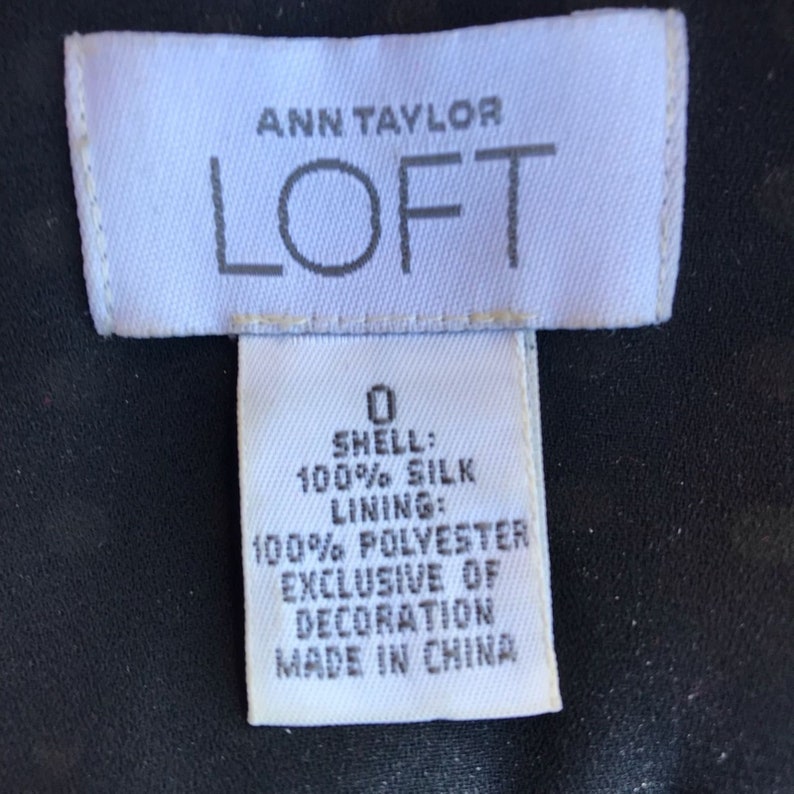 ANN TAYLOR
LOFT
0
SHELL:
100% SILK
LINING:
100% POLYESTER
EXCLUSIVE OF
DECORATION
MADE IN CHINA